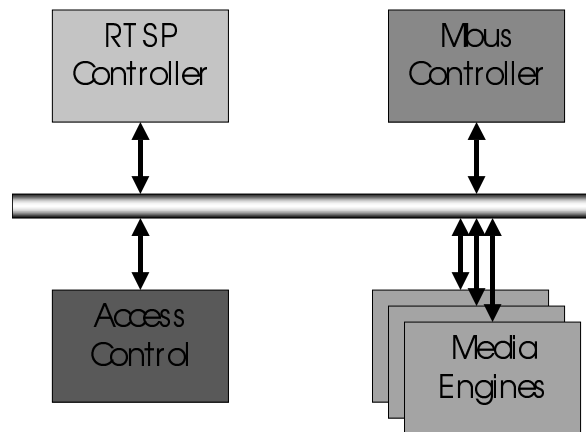 RTSP
Controller
Mbus
Controller
Access
Control
Media
Engines